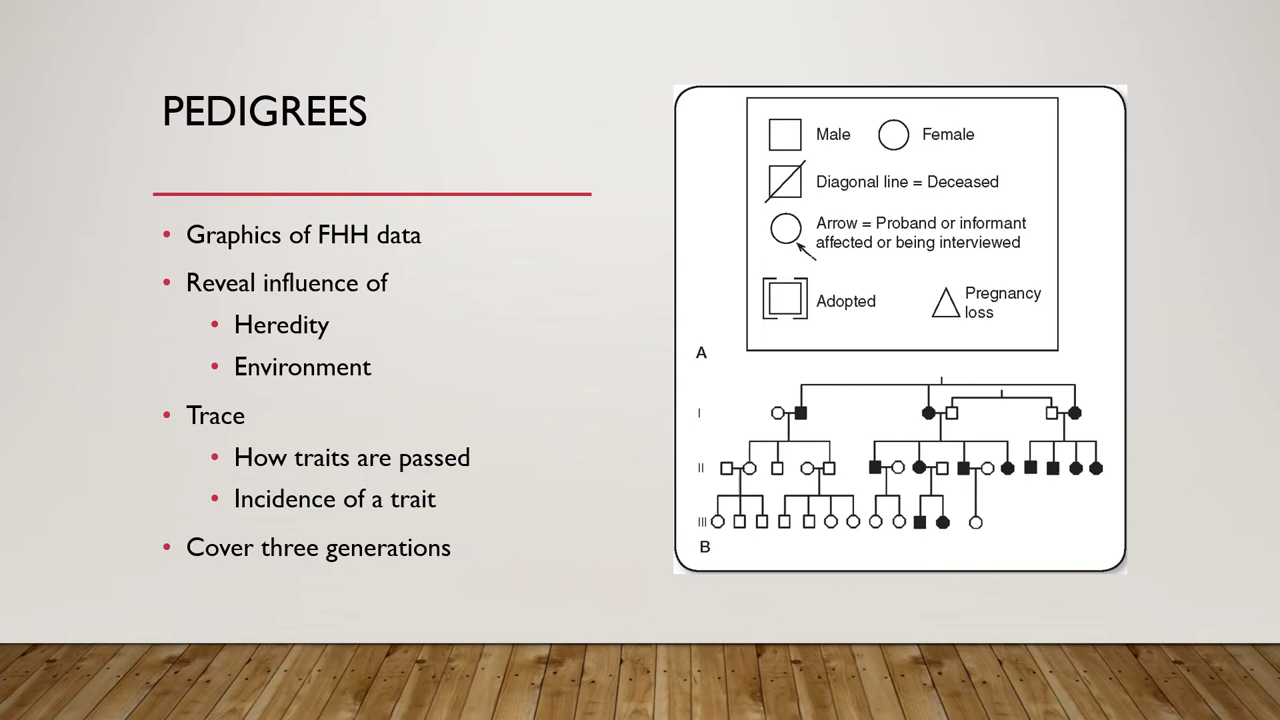 PEDIGREES
• Graphics of FHH data
• Reveal influence of
• Heredity
• Environment
• Trace
• How traits are passed
• Incidence of a trait
• Cover three generations
Male
Female
Diagonal line = Deceased
Arrow = Proband or informant
affected or being interviewed
Adopted
Pregnancy
loss
A
I
II
III
B